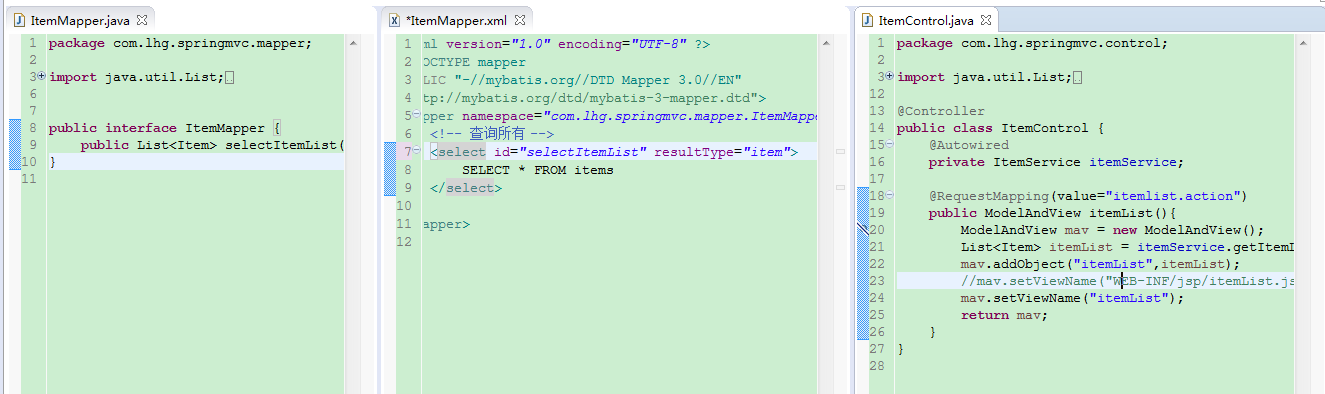 ItemMapper.java
1 package com.lhg.springmvc.mapper;
2
3 import java.util.List;
6
7
8 public interface ItemMapper {
9 public List<Item> selectItemList(
10 }
11
*ItemMapper.xml
1 ml version="1.0" encoding="UTF-8" ?>
2 OCTYPE mapper
3 LIC "-//mybatis.org//DTD Mapper 3.0//EN"
4 tp://mybatis.org/dtd/mybatis-3-mapper.dtd">
5 pper namespace="com.lhg.springmvc.mapper.ItemMappe
6 <!-- 查询所有 -->
7 <select id="selectItemList" resultType="item">
8 SELECT * FROM items
9 </select>
10
11 apper>
12
ItemControl.java
1 package com.lhg.springmvc.control;
2
3 import java.util.List;
12
13 @Controller
14 public class ItemControl {
15 @Autowired
16 private ItemService itemService;
17
18 @RequestMapping(value="itemlist.action")
19 public ModelAndView itemList(){
20 ModelAndView mav = new ModelAndView();
21 List<Item> itemList = itemService.getItemL
22 mav.addObject("itemList",itemList);
23 //mav.setViewName("WEB-INF/jsp/itemList.js
24 mav.setViewName("itemList");
25 return mav;
26 }
27 }
28